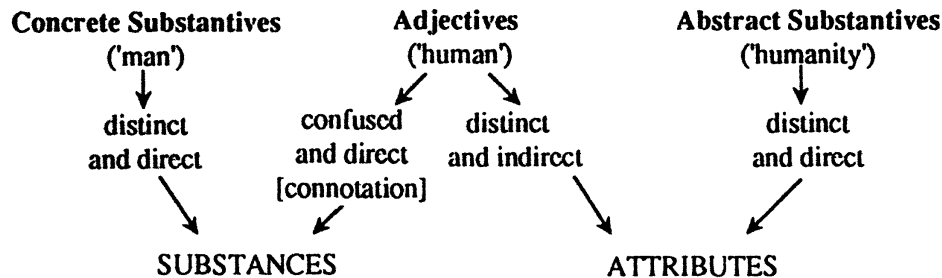 Concrete Substantives Adjectives Abstract Substantives
('man') ('human') ('humanity')
distinct confused distinct distinct
and direct and direct and indirect and direct
[connotation]
SUBSTANCES ATTRIBUTES